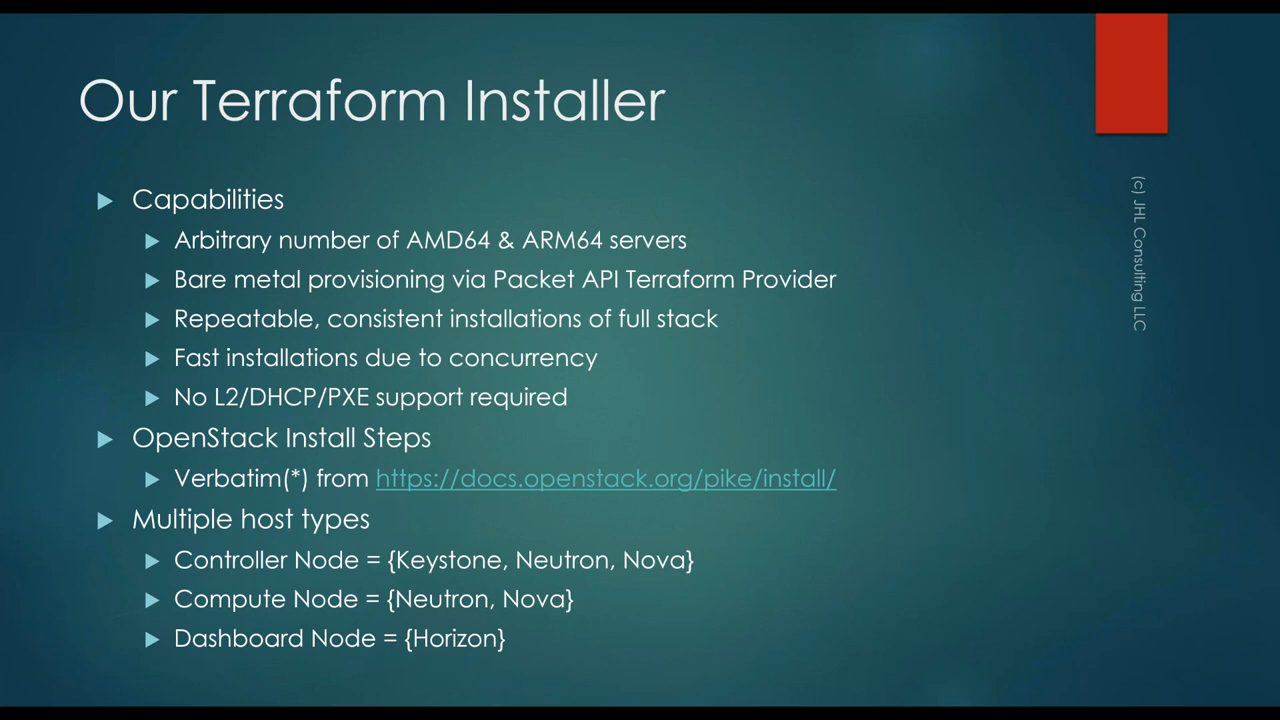 Our Terraform Installer
Capabilities
Arbitrary number of AMD64 & ARM64 servers
Bare metal provisioning via Packet API Terraform Provider
Repeatable, consistent installations of full stack
Fast installations due to concurrency
No L2/DHCP/PXE support required
OpenStack Install Steps
Verbatim(*) from https://docs.openstack.org/pike/install/
Multiple host types
Controller Node = {Keystone, Neutron, Nova}
Compute Node = {Neutron, Nova}
Dashboard Node = {Horizon}
(c) JHL Consulting LLC